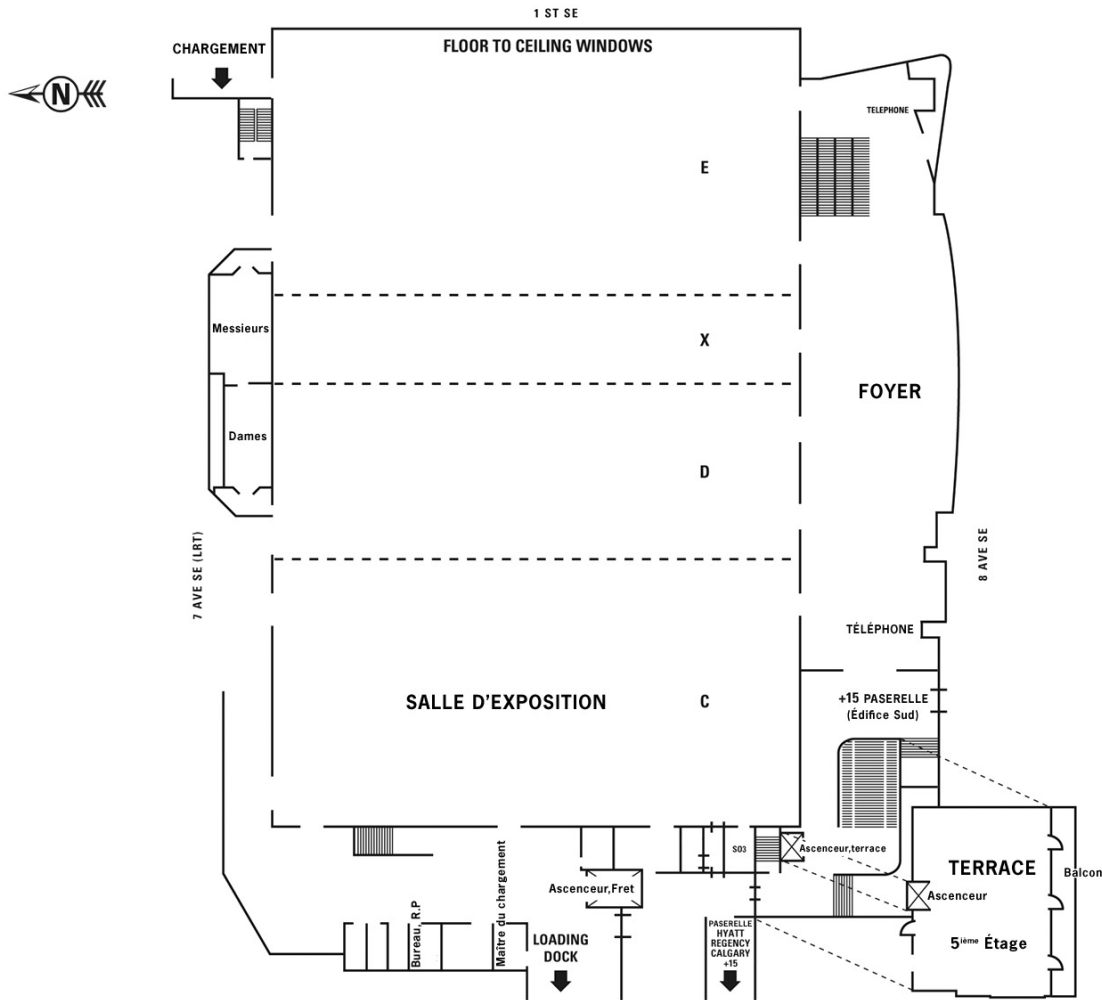 1 ST SE
CHARGEMENT
FLOOR TO CEILING WINDOWS
N
TELEPHONE
E
Messieurs
X
FOYER
Dames
D
7 AVE SE (LRT)
8 AVE SE
TÉLÉPHONE
SALLE D'EXPOSITION
C
+15 PASERELLE
(Édifice Sud)
S03
Ascenceur,terrace
TERRACE
Balcon
Ascenceur
5ième Étage
Ascenceur,Fret
Maître du chargement
Bureau, R.P
LOADING
DOCK
PASERELLE
HYATT
REGENCY
CALGARY
+15